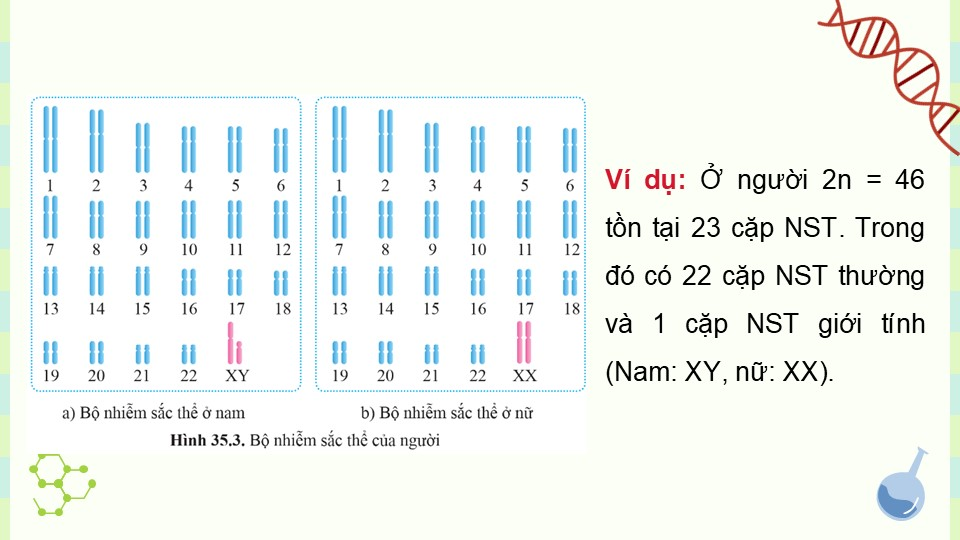 1 2 3 4 5 6
7 8 9 10 11 12
13 14 15 16 17 18
19 20 21 22 XY
a) Bộ nhiễm sắc thể ở nam
1 2 3 4 5 6
7 8 9 10 11 12
13 14 15 16 17 18
19 20 21 22 XX
b) Bộ nhiễm sắc thể ở nữ
Hình 35.3. Bộ nhiễm sắc thể của người
Ví dụ: Ở người 2n = 46
tồn tại 23 cặp NST. Trong
đó có 22 cặp NST thường
và 1 cặp NST giới tính
(Nam: XY, nữ: XX).